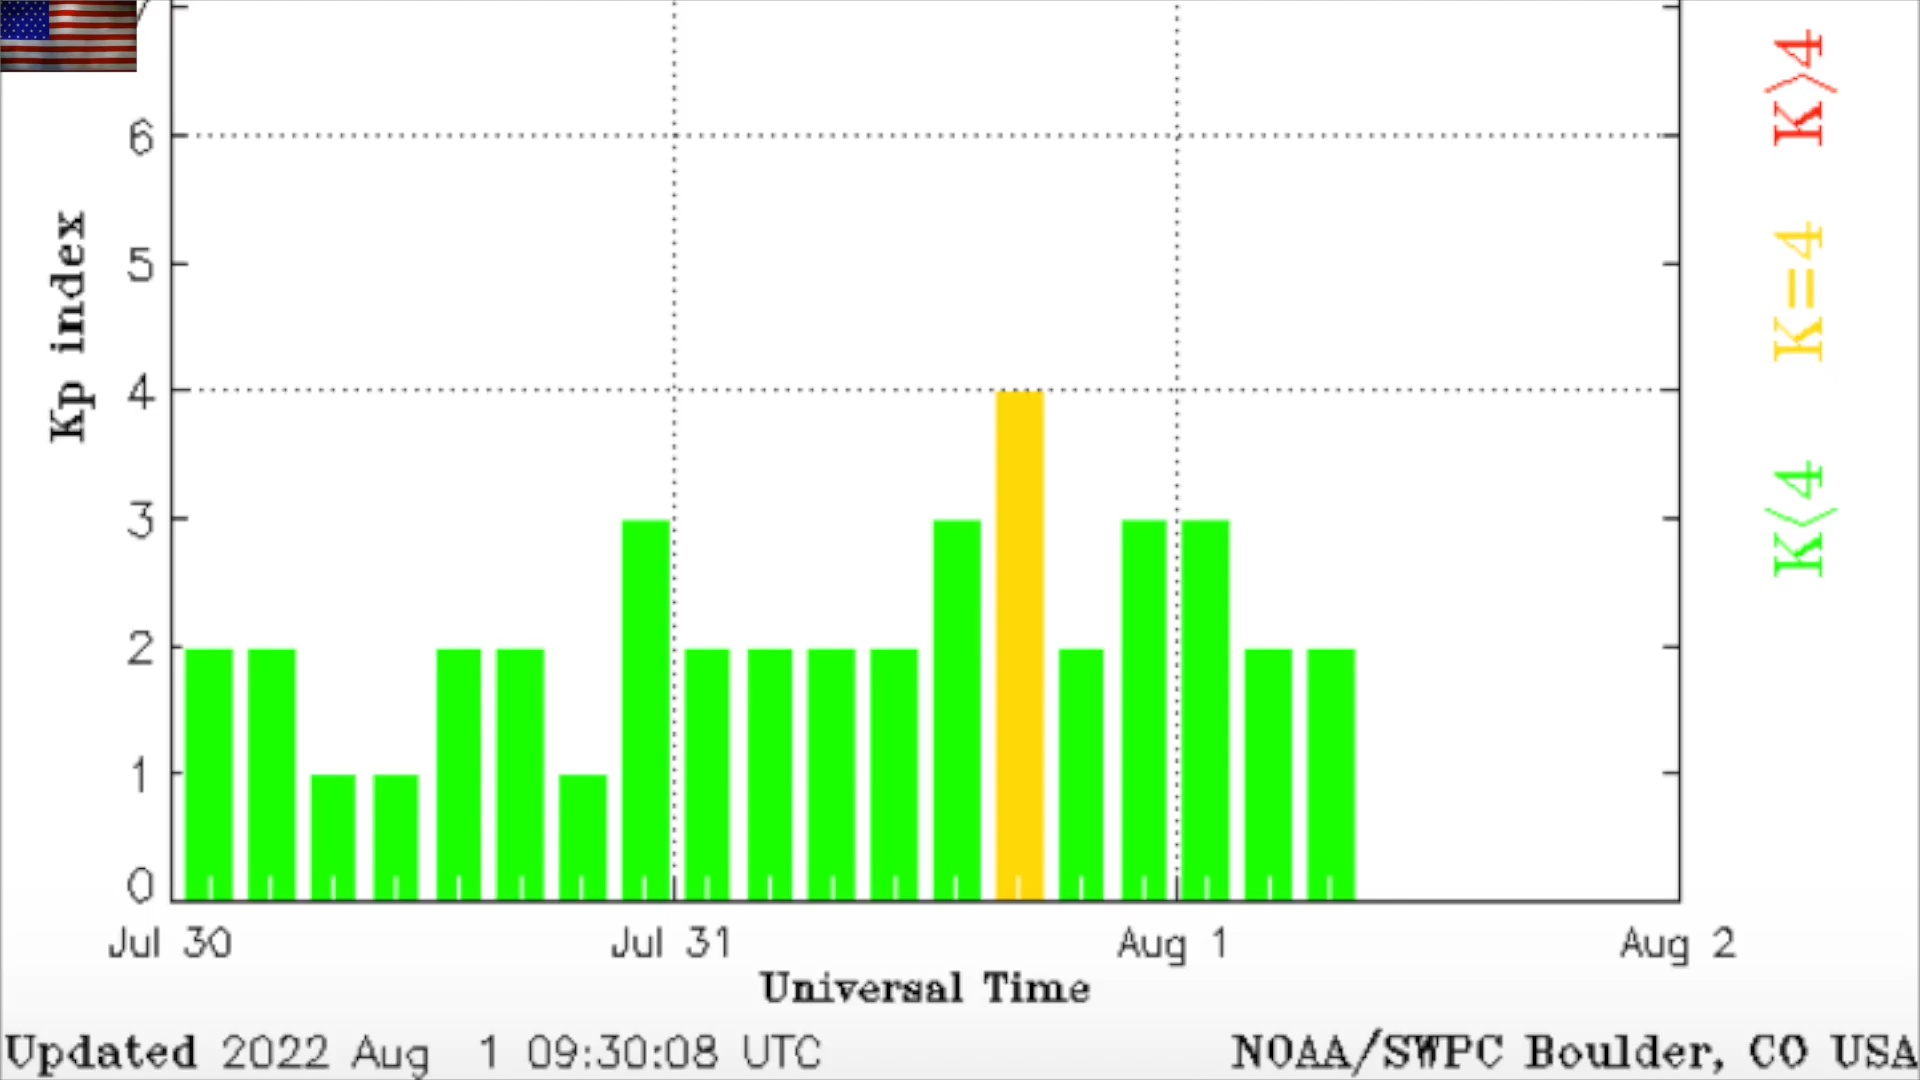 7
6
5
4
3
2
1
0
Kp index
K>4
K=4
K<4
Jul 30 Jul 31 Aug 1 Aug 2
Universal Time
Updated 2022 Aug 1 09:30:08 UTC NOAA/SWPC Boulder, CO USA